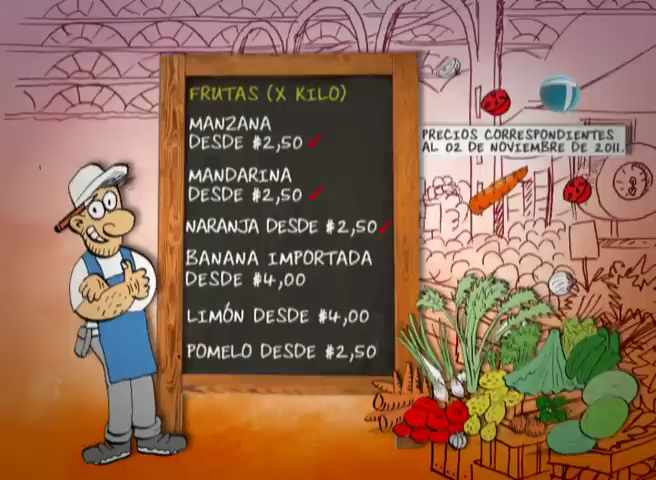 FRUTAS (X KILO)
MANZANA
DESDE $2,50
MANDARINA
DESDE $2,50
NARANJA DESDE $2,50
BANANA IMPORTADA
DESDE $4,00
LIMÓN DESDE $4,00
POMELO DESDE $2,50
PRECIOS CORRESPONDIENTES
AL 02 DE NOVIEMBRE DE 2011.